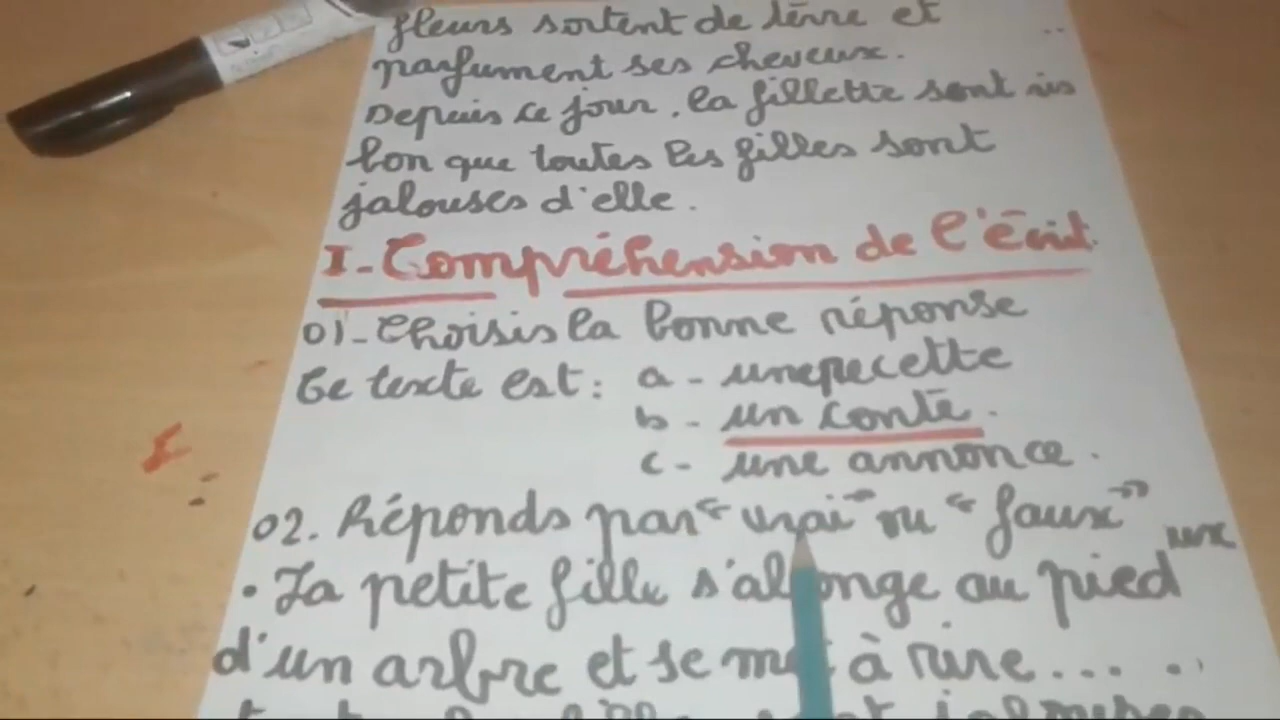 fleurs sortent de terre et
parfument ses cheveux.
Depuis ce jour, la fillette sent si
bon que toutes les filles sont
jalouses d'elle.
I-Compréhension de l'écrit.
01-Choisis la bonne réponse
Le texte est : a - une recette
b - un conte.
c - une annonce.
02. Réponds par "vrai" ou "faux"
• La petite fille s'allonge au pied
d'un arbre et se met à rire....